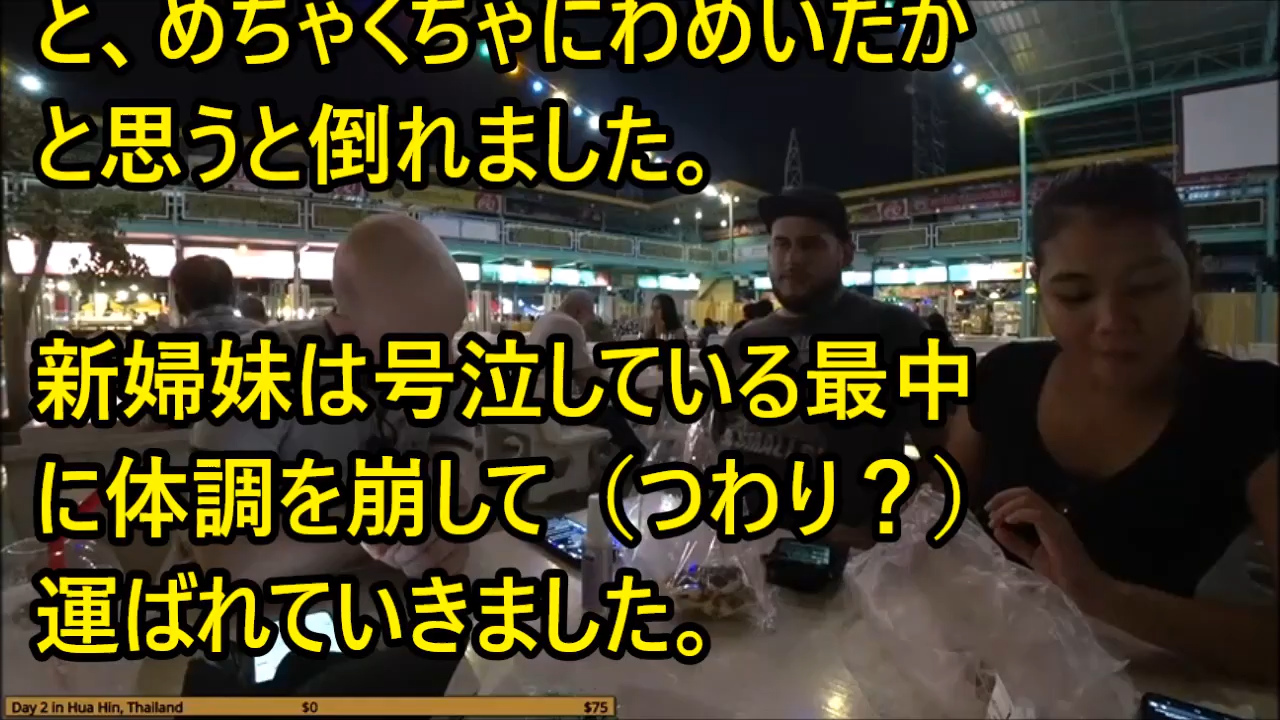 と、めちゃくちゃにわめいたか
と思うと倒れました。
新婦妹は号泣している最中
に体調を崩して（つわり？）
運ばれていきました。
Day 2 in Hua Hin, Thailand $0 $75